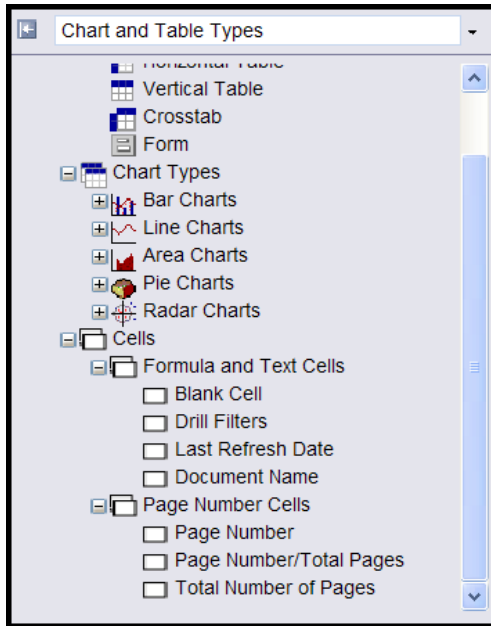 Chart and Table Types
Horizontal Table
Vertical Table
Crosstab
Form
Chart Types
Bar Charts
Line Charts
Area Charts
Pie Charts
Radar Charts
Cells
Formula and Text Cells
Blank Cell
Drill Filters
Last Refresh Date
Document Name
Page Number Cells
Page Number
Page Number/Total Pages
Total Number of Pages